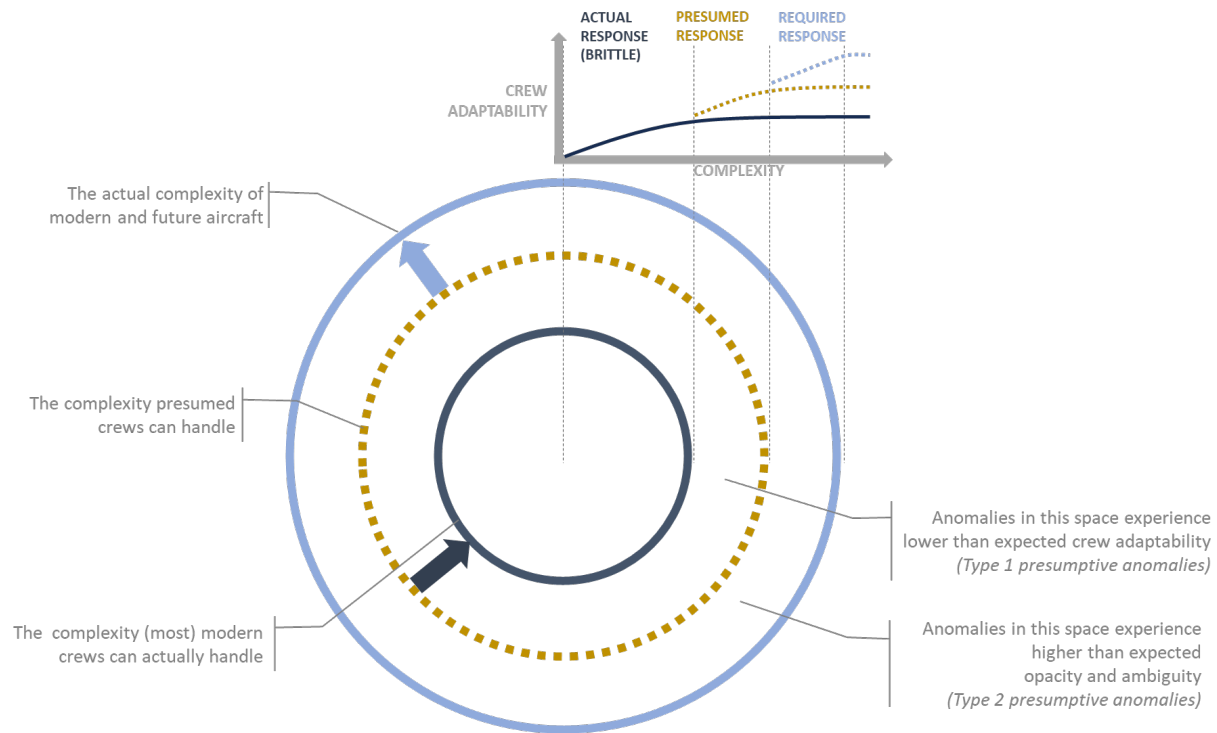 ACTUAL
RESPONSE
(BRITTLE)
PRESUMED
RESPONSE
REQUIRED
RESPONSE
CREW
ADAPTABILITY
COMPLEXITY
The actual complexity of
modern and future aircraft
The complexity presumed
crews can handle
The complexity (most) modern
crews can actually handle
Anomalies in this space experience
lower than expected crew adaptability
(Type 1 presumptive anomalies)
Anomalies in this space experience
higher than expected
opacity and ambiguity
(Type 2 presumptive anomalies)